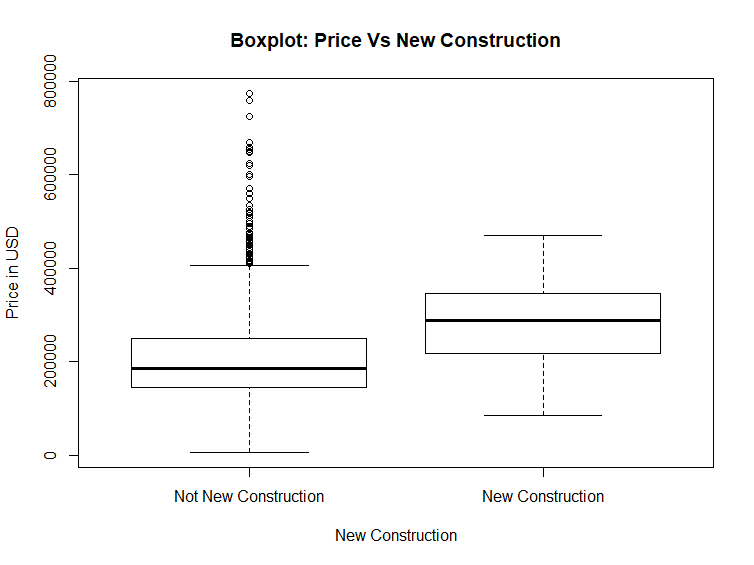 Boxplot: Price Vs New Construction
Price in USD
800000
600000
400000
200000
0
Not New Construction
New Construction
New Construction